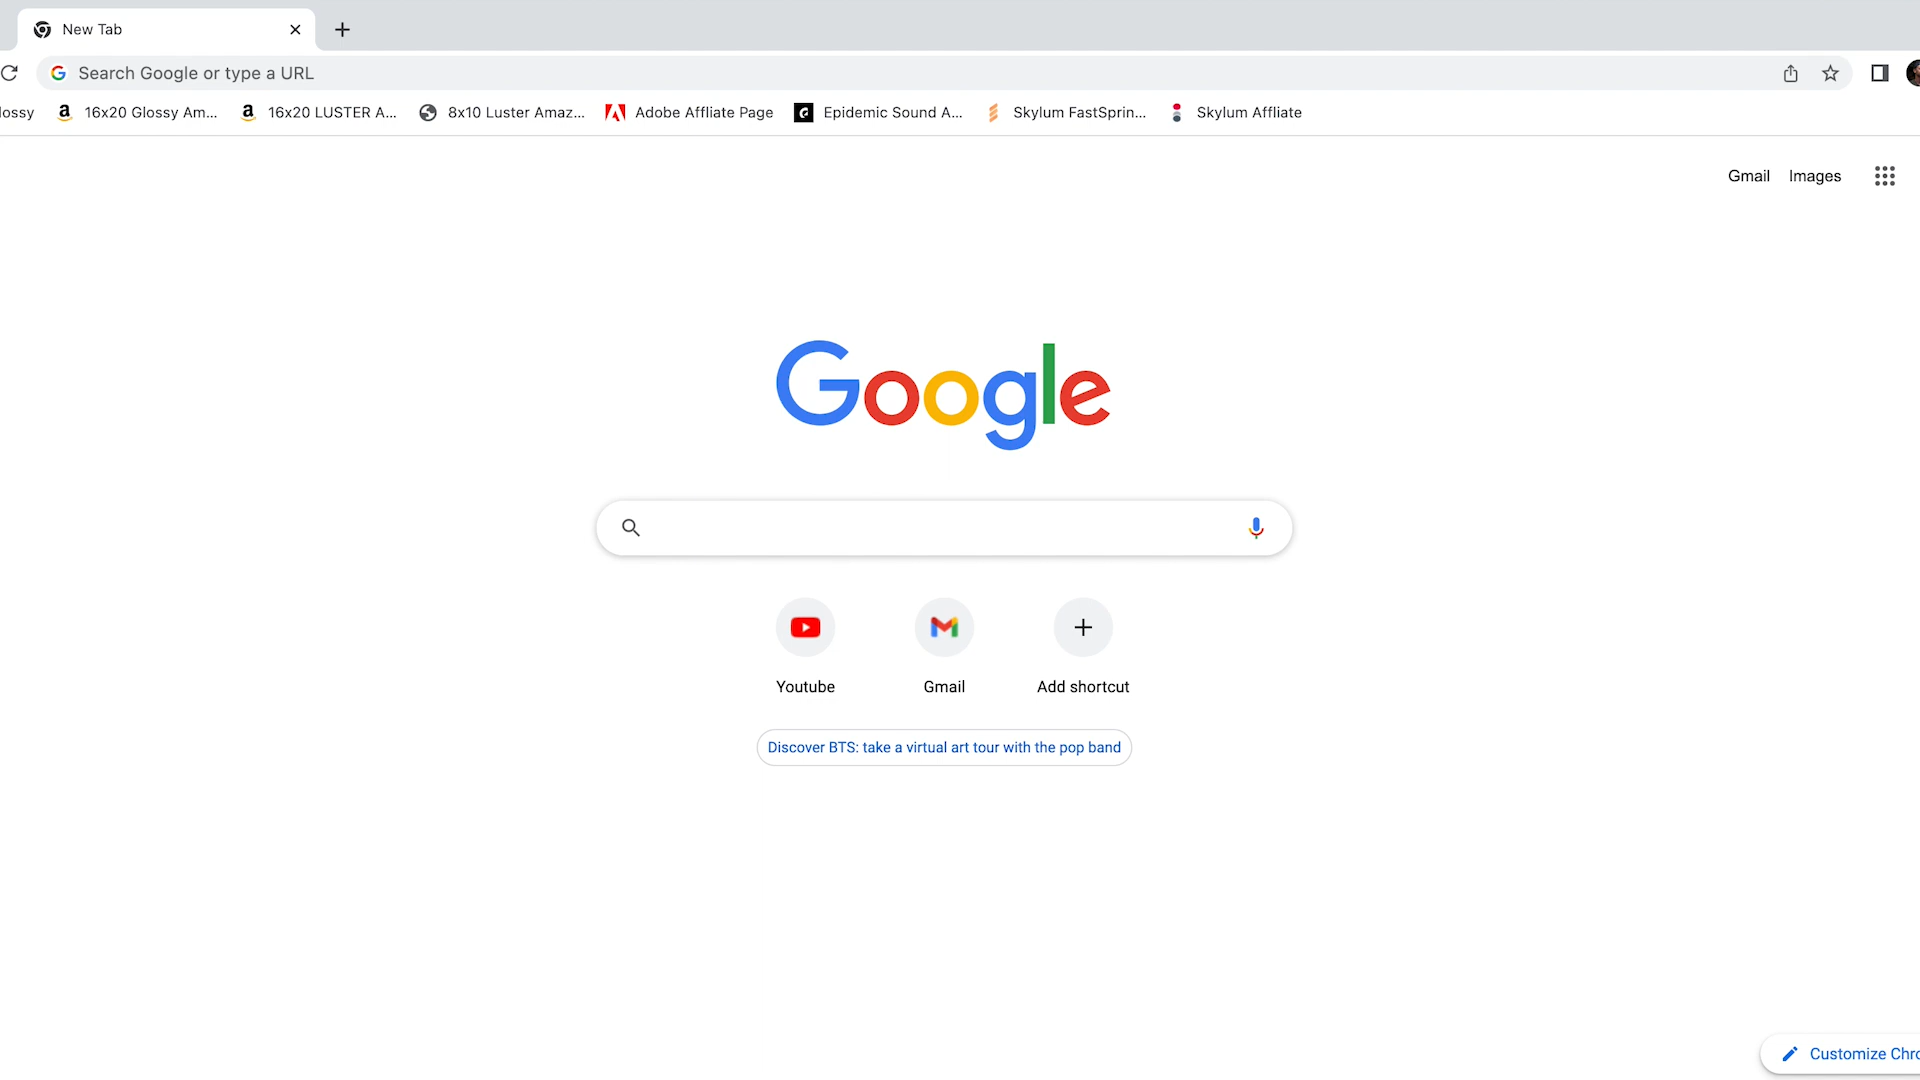 New Tab
Search Google or type a URL
lossy 16x20 Glossy Am... 16x20 LUSTER A... 8x10 Luster Amaz... Adobe Affliate Page Epidemic Sound A... Skylum FastSprin... Skylum Affliate
Gmail Images
Google
Youtube Gmail Add shortcut
Discover BTS: take a virtual art tour with the pop band
Customize Chro